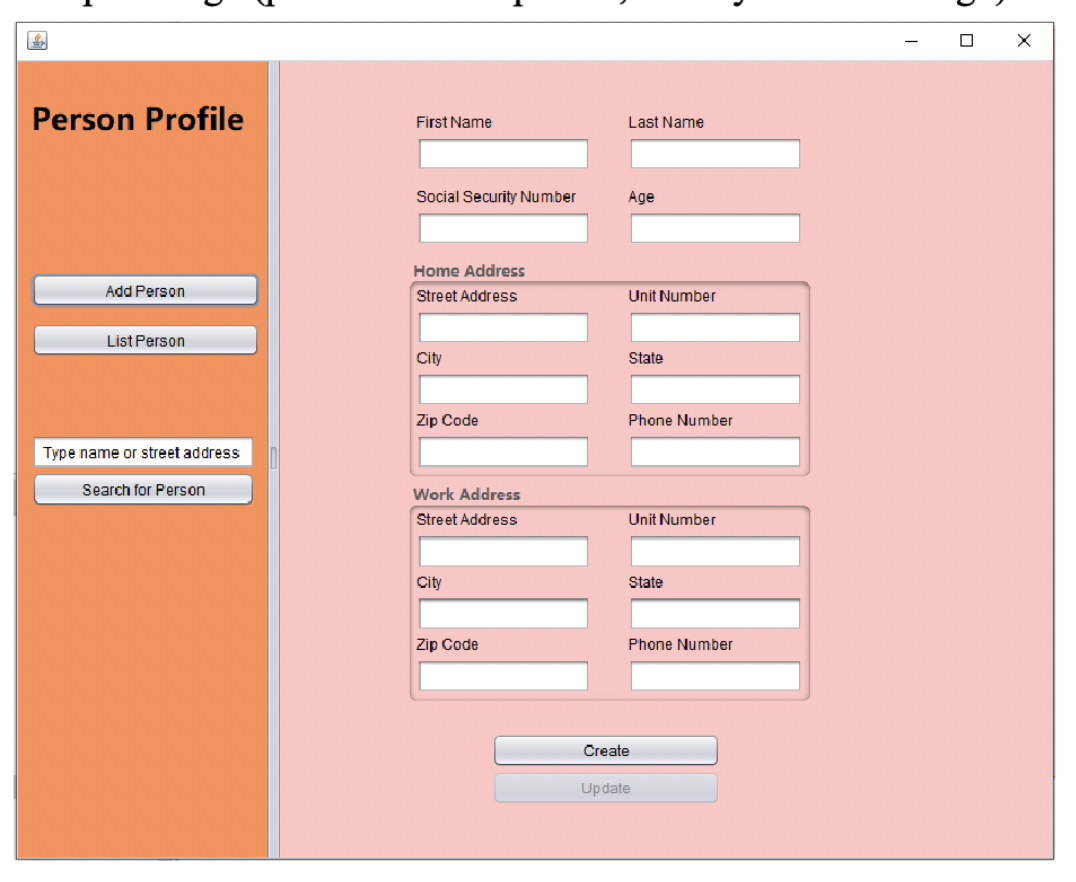 Person Profile
Add Person
List Person
Type name or street address
Search for Person
First Name Last Name
Social Security Number Age
Home Address
Street Address Unit Number
City State
Zip Code Phone Number
Work Address
Street Address Unit Number
City State
Zip Code Phone Number
Create
Update